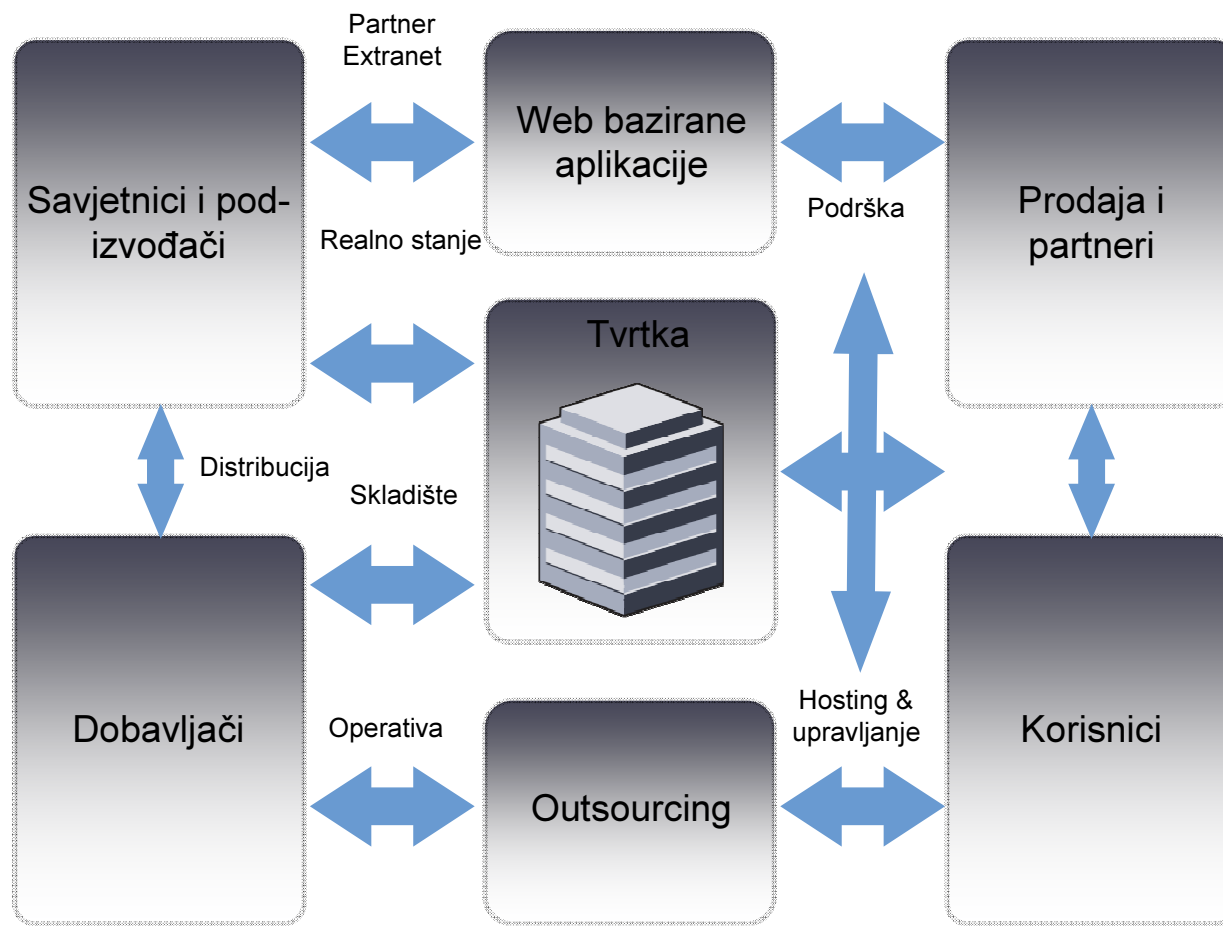 Partner
Extranet
Web bazirane
aplikacije
Savjetnici i pod-
izvođači
Prodaja i
partneri
Podrška
Realno stanje
Tvrtka
Distribucija
Skladište
Dobavljači
Operativa
Outsourcing
Hosting &
upravljanje
Korisnici